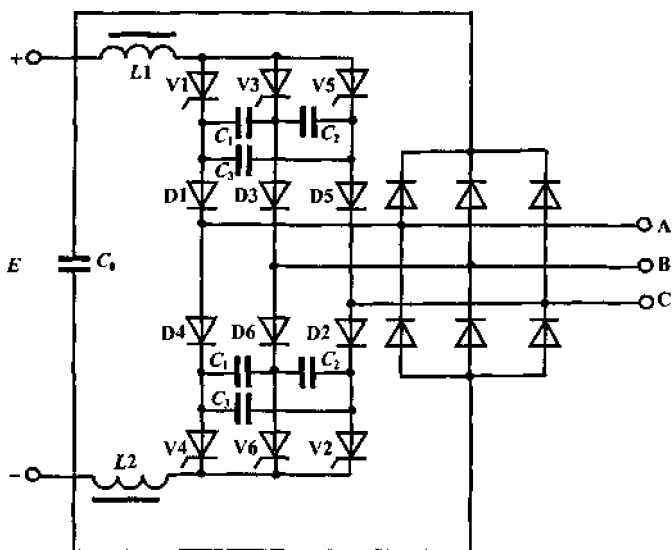 +
L1
V1 V3 V5
C₁ C₂
C₃
D1 D3 D5
A
E C₀ B
C
D4 D6 D2
C₁ C₂
C₃
V4 V6 V2
− L2